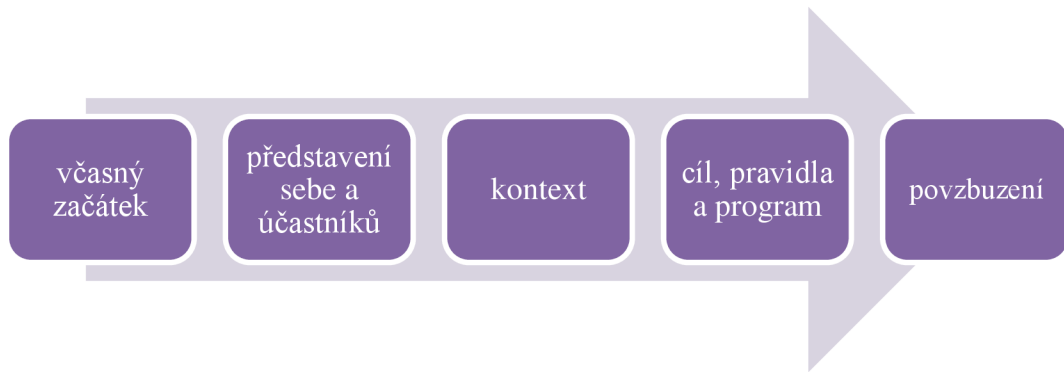 včasný
začátek
představení
sebe a
účastníků
kontext
cíl, pravidla
a program
povzbuzení